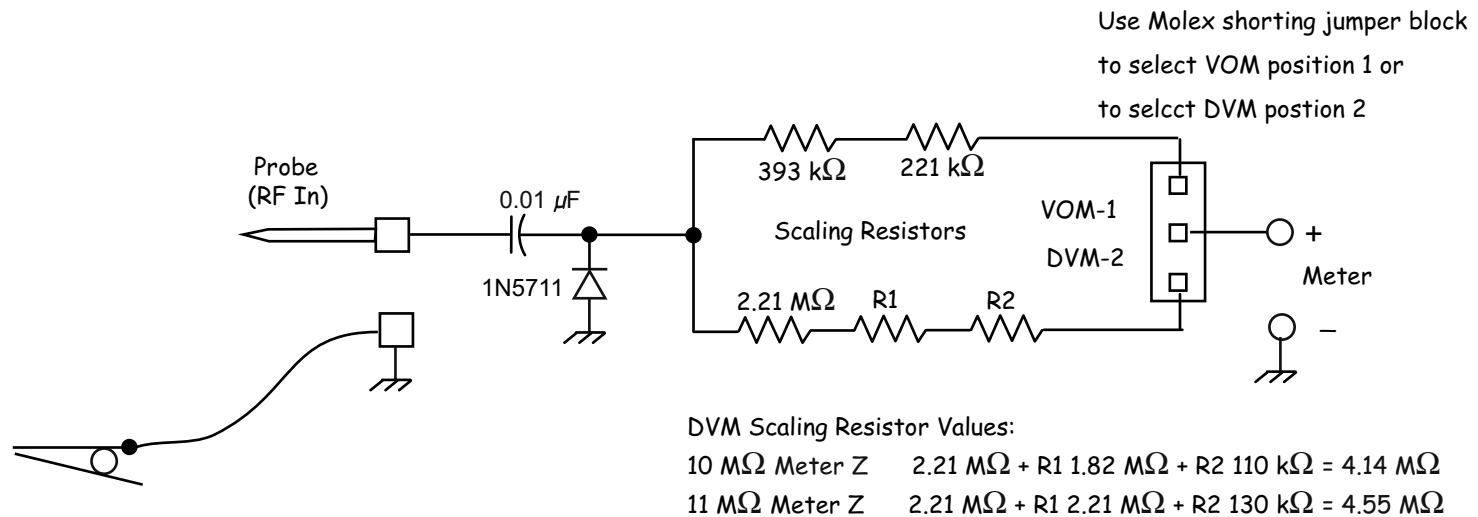 Use Molex shorting jumper block
to select VOM position 1 or
to selcct DVM postion 2
Probe
(RF In)
0.01 µF
1N5711
393 kΩ
221 kΩ
Scaling Resistors
VOM-1
DVM-2
+
Meter
–
2.21 MΩ
R1
R2
DVM Scaling Resistor Values:
10 MΩ Meter Z 2.21 MΩ + R1 1.82 MΩ + R2 110 kΩ = 4.14 MΩ
11 MΩ Meter Z 2.21 MΩ + R1 2.21 MΩ + R2 130 kΩ = 4.55 MΩ